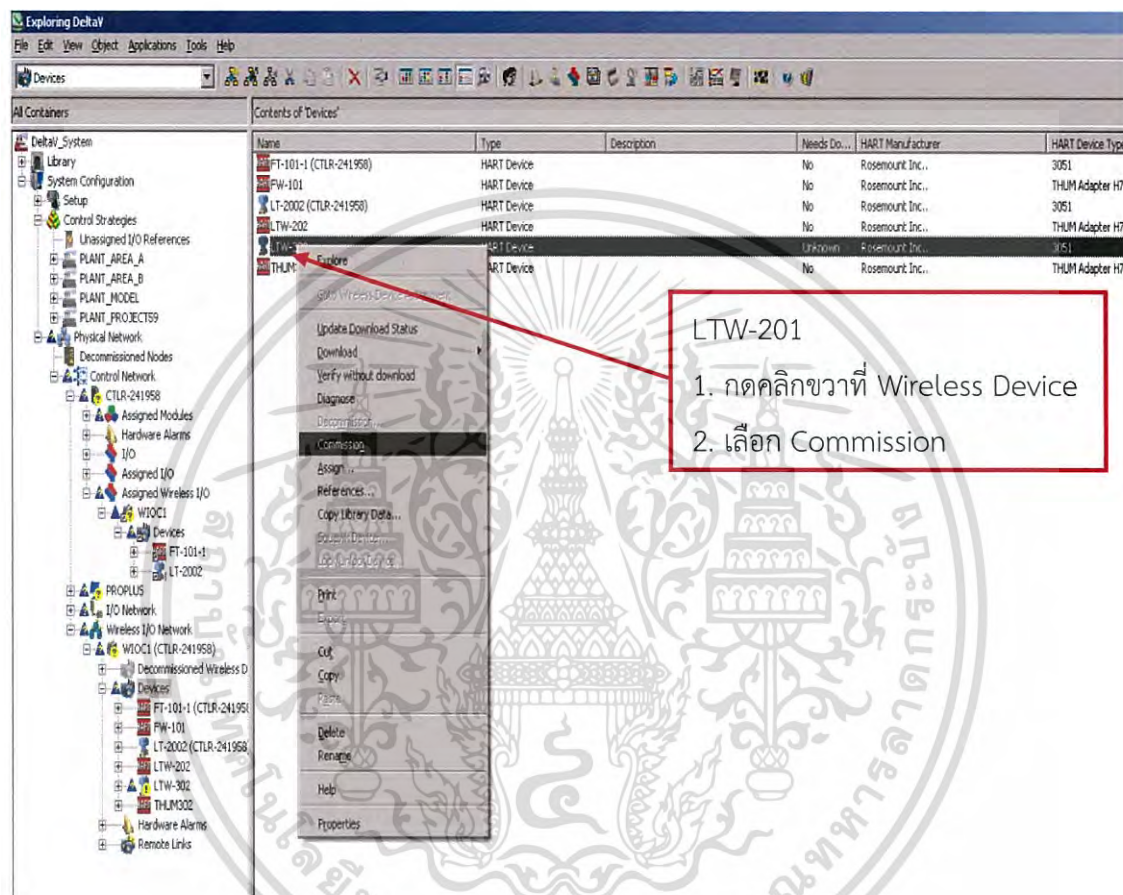 Exploring DeltaV
File Edit View Object Applications Tools Help
Devices
All Containers
Contents of 'Devices'
DeltaV_System
Library
System Configuration
Setup
Control Strategies
Unassigned I/O References
PLANT_AREA_A
PLANT_AREA_B
PLANT_MODEL
PLANT_PROJECTS9
Physical Network
Decommissioned Nodes
Control Network
CTLR-241958
Assigned Modules
Hardware Alarms
I/O
Assigned I/O
Assigned Wireless I/O
WIOC1
Devices
FT-101-1
LT-2002
PROPLUS
I/O Network
Wireless I/O Network
WIOC1 (CTLR-241958)
Decommissioned Wireless D
Devices
FT-101-1 (CTLR-24195
FW-101
LT-2002 (CTLR-241958
LTW-202
LTW-302
THUM302
Hardware Alarms
Remote Links
Name Type Description Needs Do... HART Manufacturer HART Device Type
FT-101-1 (CTLR-241958) HART Device No Rosemount Inc.. 3051
FW-101 HART Device No Rosemount Inc.. THUM Adapter H7
LT-2002 (CTLR-241958) HART Device No Rosemount Inc.. 3051
LTW-202 HART Device No Rosemount Inc.. THUM Adapter H7
HART Device Unknown Rosemount Inc.. 3051
THUM ART Device No Rosemount Inc.. THUM Adapter H7
Explore
Goto Wireless Device
Update Download Status
Download
Verify without download
Diagnose
Decommission...
Commission
Assign...
References...
Copy Library Data...
Print
Export
Cut
Copy
Paste
Delete
Rename
Help
Properties
LTW-201
1. กดคลิกขวาที่ Wireless Device
2. เลือก Commission